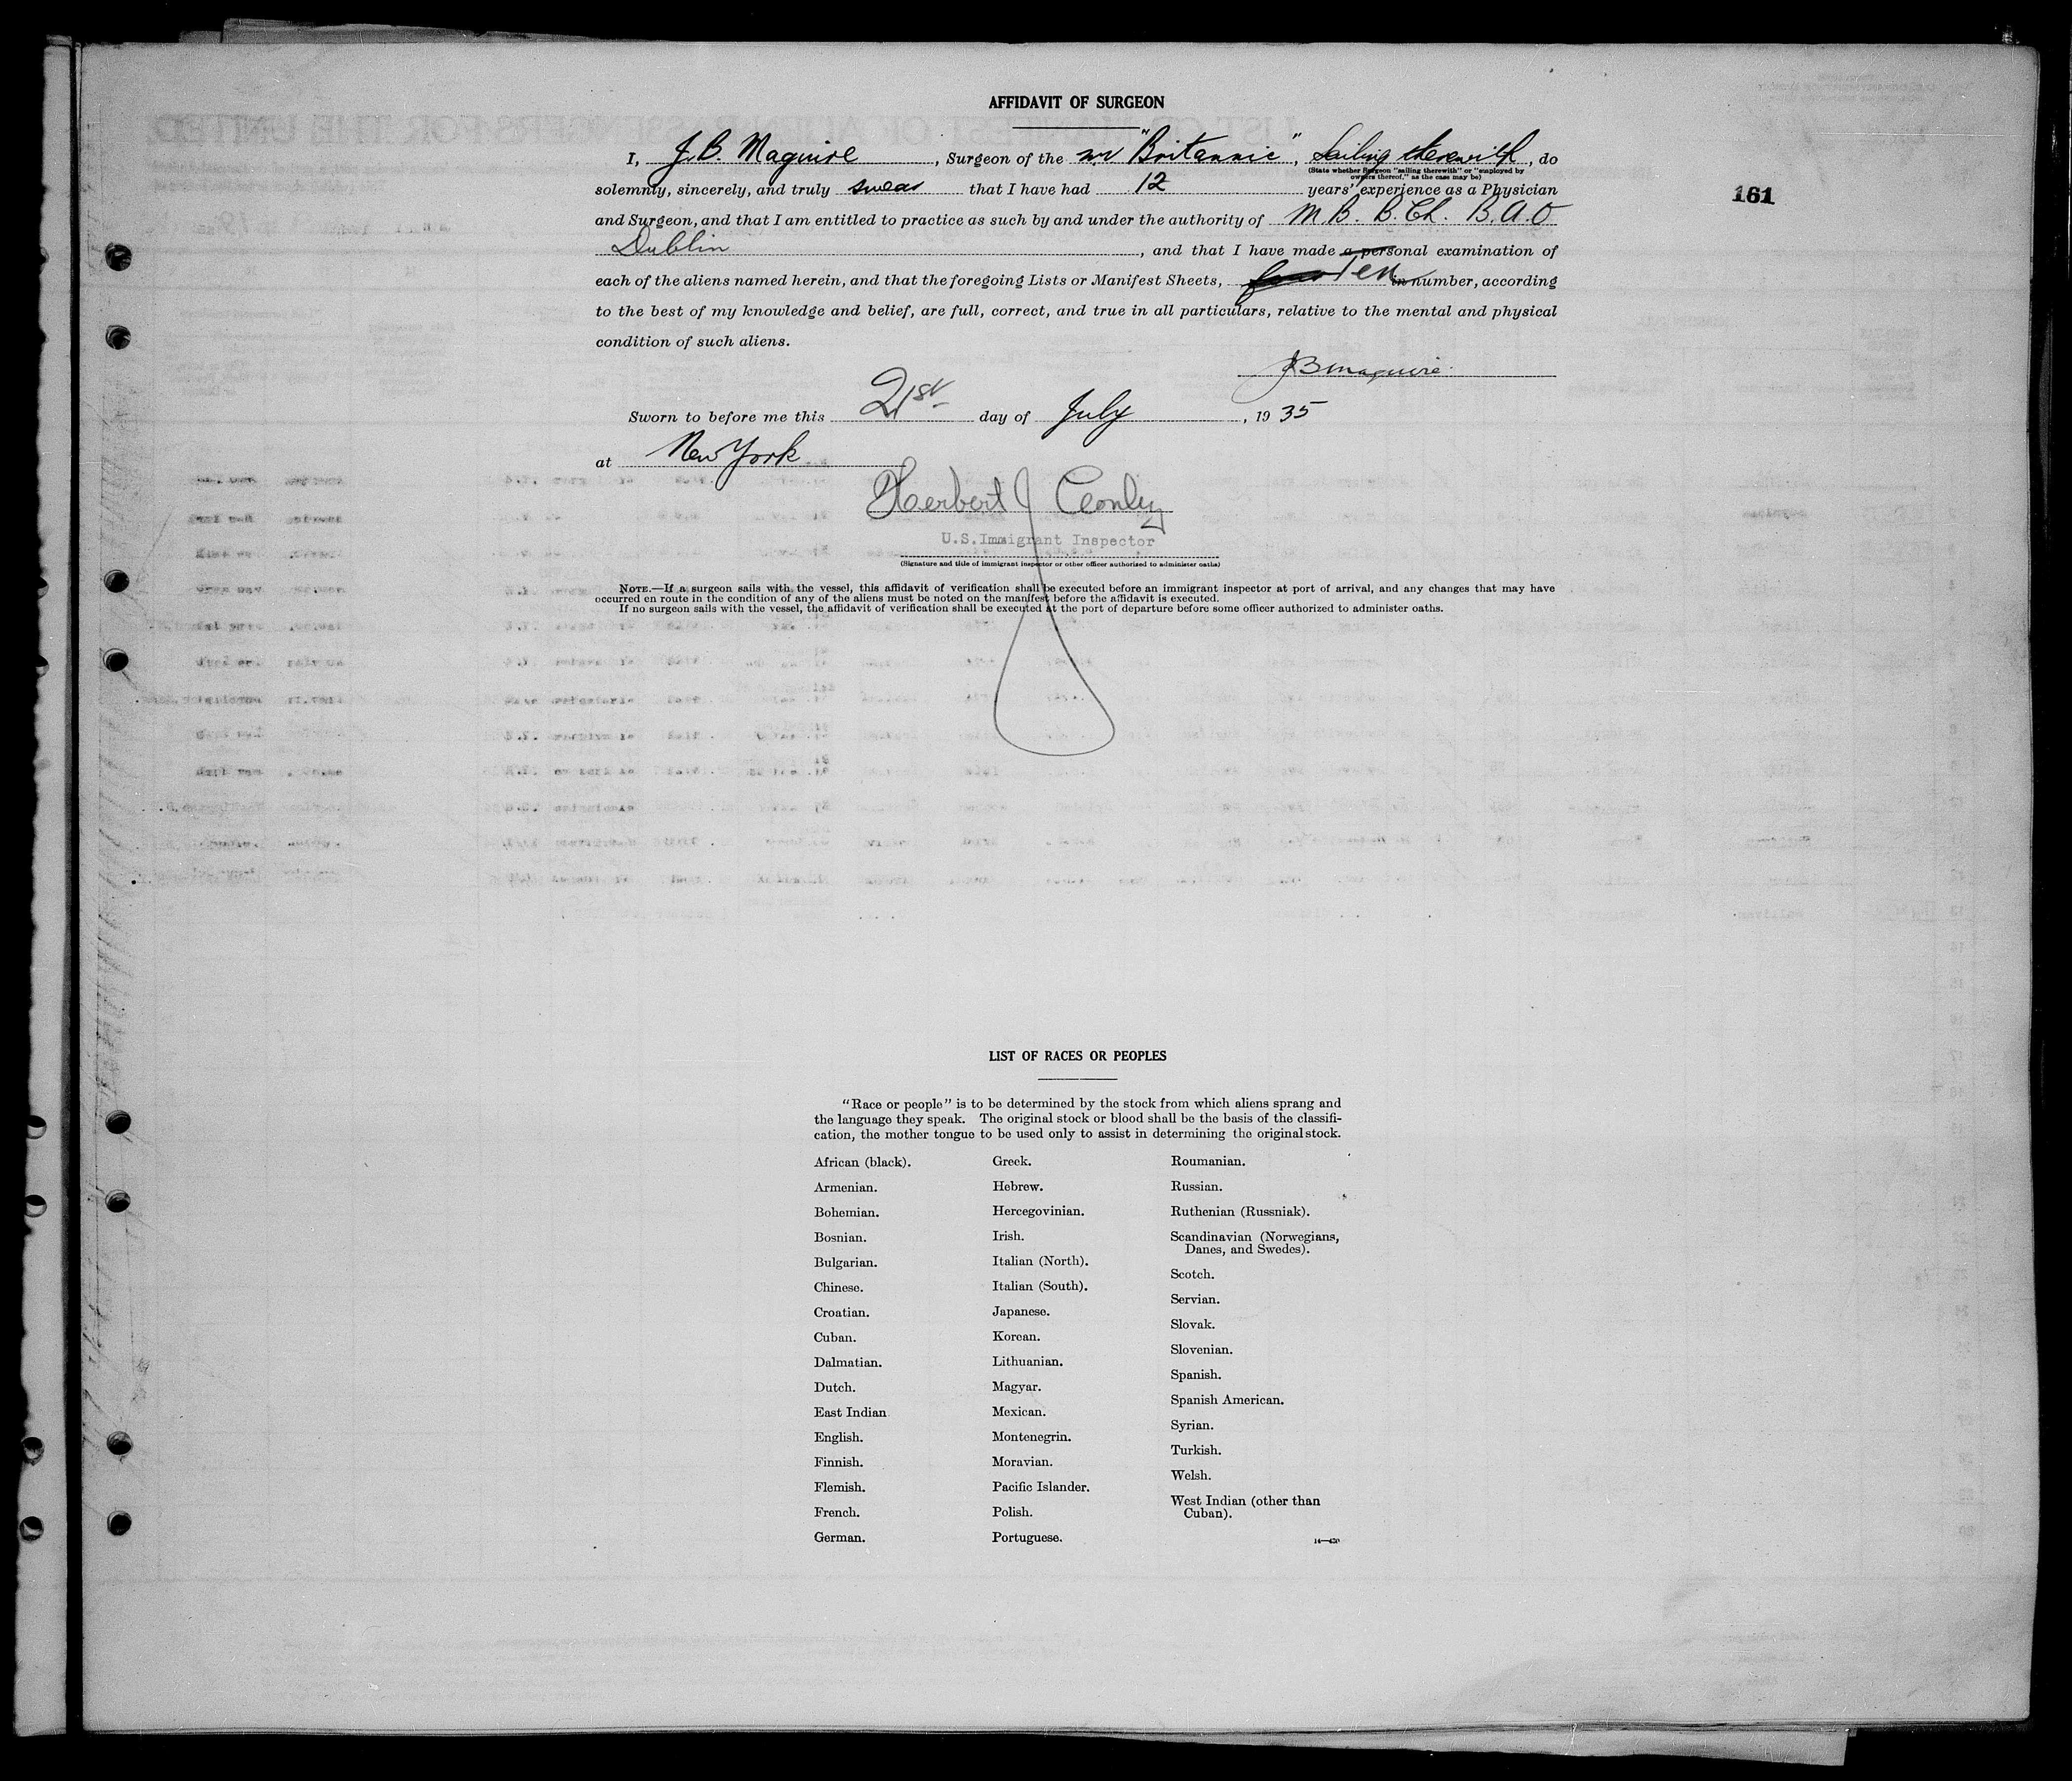 AFFIDAVIT OF SURGEON
I, J. B. Maguire, Surgeon of the mv "Britannic", Sailing therewith, do
(State whether Surgeon "sailing therewith" or "employed by
owners thereof," as the case may be)
161
solemnly, sincerely, and truly swear that I have had 12 years' experience as a Physician
and Surgeon, and that I am entitled to practice as such by and under the authority of M B. B. Ch. B. A. O
Dublin, and that I have made a personal examination of
each of the aliens named herein, and that the foregoing Lists or Manifest Sheets, Ten in number, according
to the best of my knowledge and belief, are full, correct, and true in all particulars, relative to the mental and physical
condition of such aliens.
J B Maguire.
Sworn to before me this 21st day of July, 1935
at New York
Herbert J Conley
U.S.Immigrant Inspector
(Signature and title of immigrant inspector or other officer authorized to administer oaths)
NOTE.—If a surgeon sails with the vessel, this affidavit of verification shall be executed before an immigrant inspector at port of arrival, and any changes that may have
occurred en route in the condition of any of the aliens must be noted on the manifest before the affidavit is executed.
If no surgeon sails with the vessel, the affidavit of verification shall be executed at the port of departure before some officer authorized to administer oaths.
LIST OF RACES OR PEOPLES
"Race or people" is to be determined by the stock from which aliens sprang and
the language they speak. The original stock or blood shall be the basis of the classifi-
cation, the mother tongue to be used only to assist in determining the original stock.
African (black).
Armenian.
Bohemian.
Bosnian.
Bulgarian.
Chinese.
Croatian.
Cuban.
Dalmatian.
Dutch.
East Indian
English.
Finnish.
Flemish.
French.
German.
Greek.
Hebrew.
Hercegovinian.
Irish.
Italian (North).
Italian (South).
Japanese.
Korean.
Lithuanian.
Magyar.
Mexican.
Montenegrin.
Moravian.
Pacific Islander.
Polish.
Portuguese.
Roumanian.
Russian.
Ruthenian (Russniak).
Scandinavian (Norwegians,
Danes, and Swedes).
Scotch.
Servian.
Slovak.
Slovenian.
Spanish.
Spanish American.
Syrian.
Turkish.
Welsh.
West Indian (other than
Cuban).
14—430